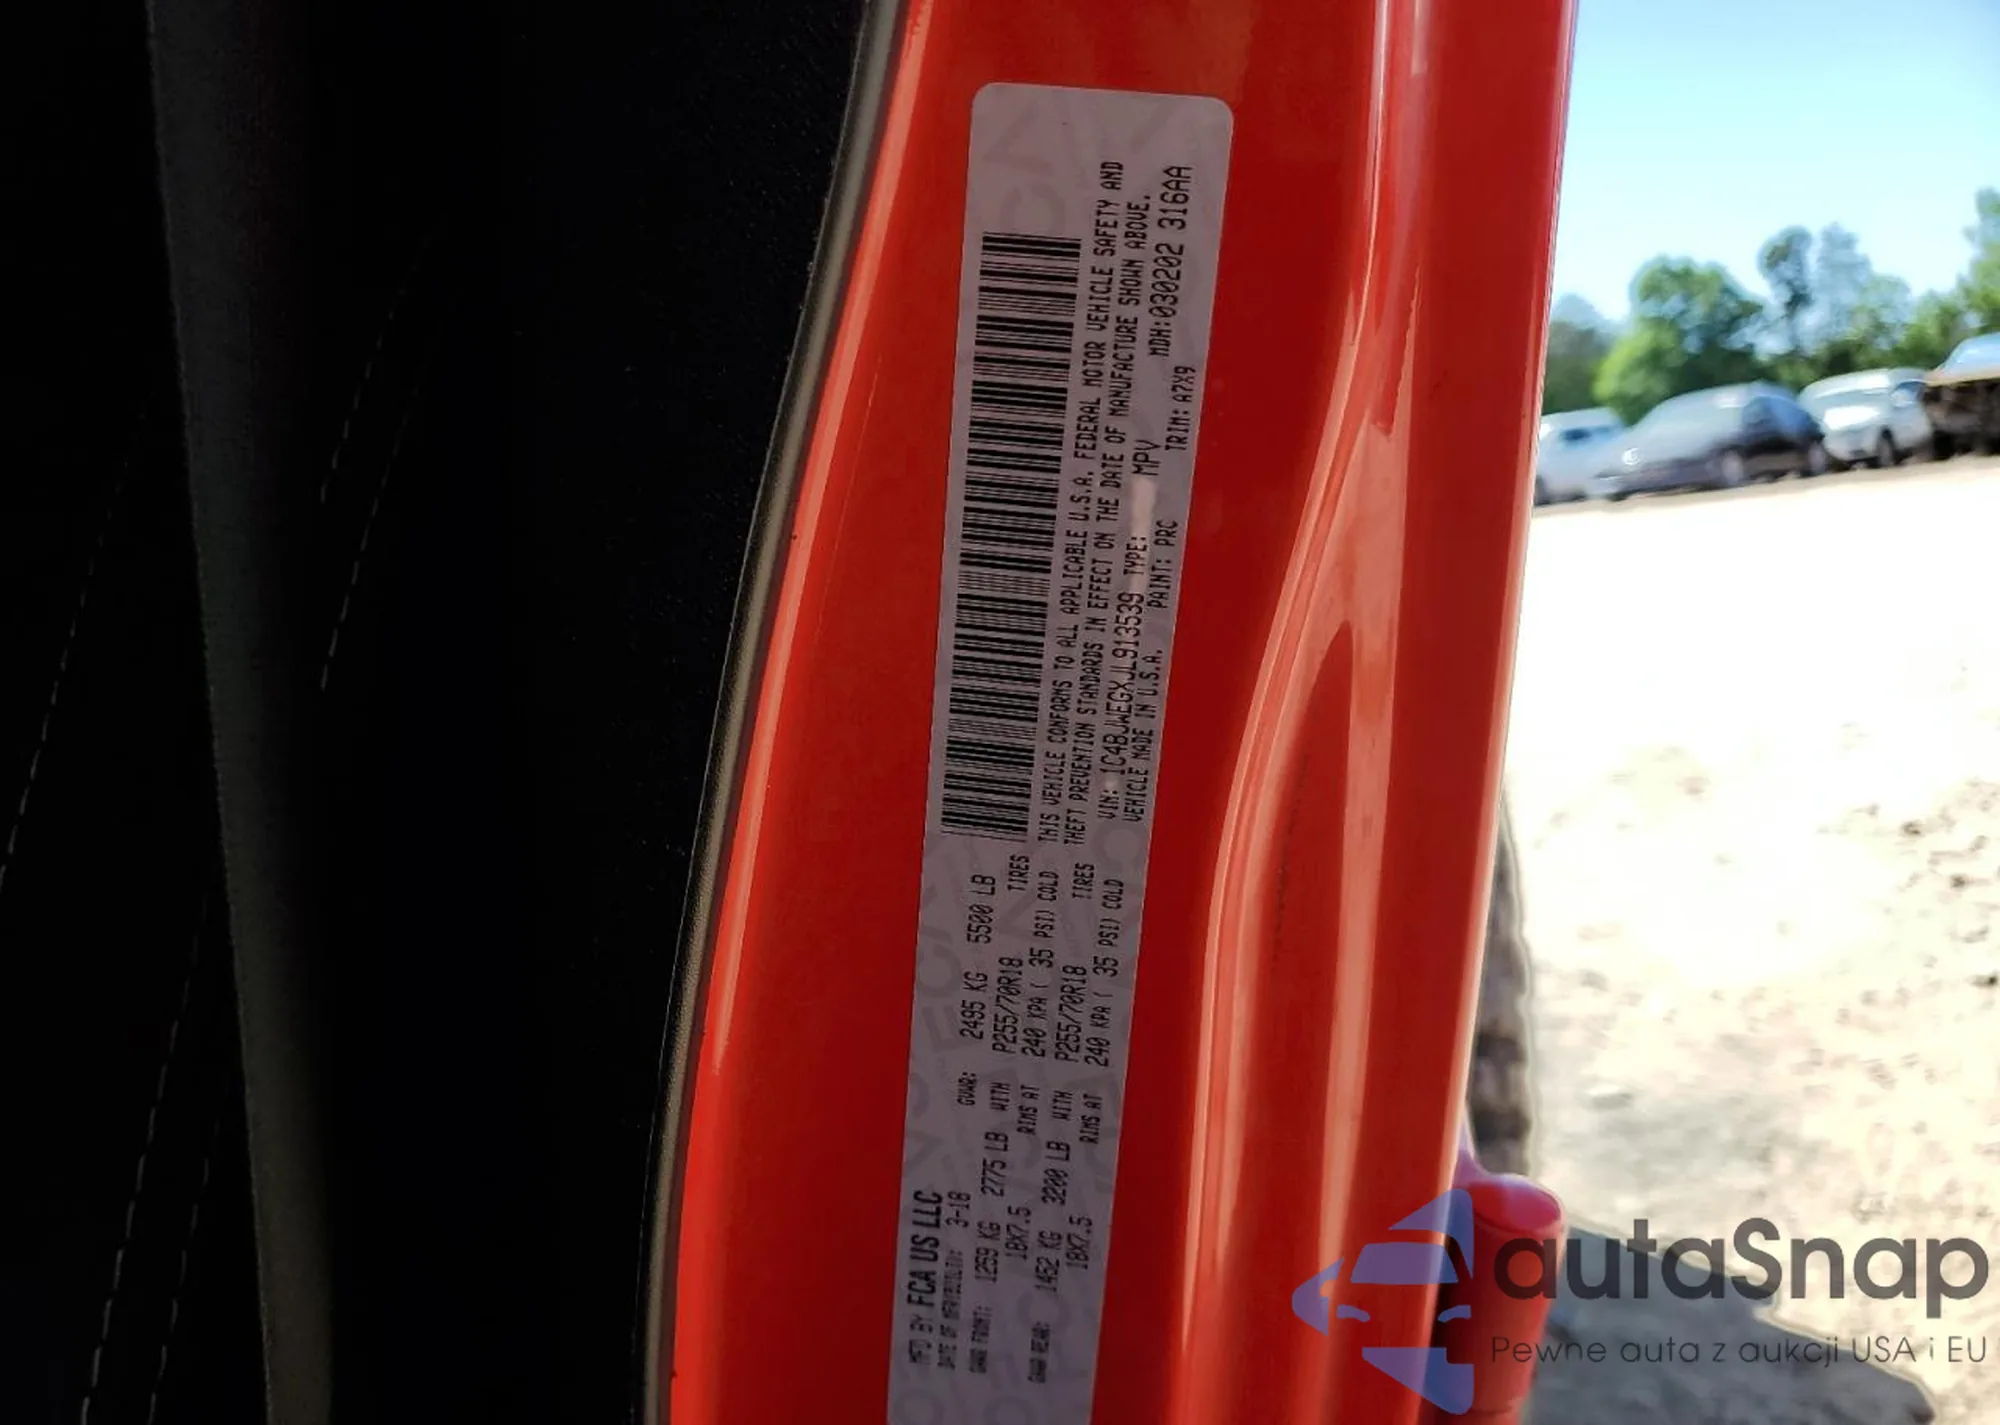 MFD BY FCA US LLC
DATE OF MFR(BUILT): 3-18 GVWR: 2495 KG 5500 LB
GAWR FRONT: 1259 KG 2775 LB WITH P255/70R18 TIRES
18X7.5 RIMS AT 240 KPA ( 35 PSI) COLD
GAWR REAR: 1452 KG 3200 LB WITH P255/70R18 TIRES
18X7.5 RIMS AT 240 KPA ( 35 PSI) COLD
THIS VEHICLE CONFORMS TO ALL APPLICABLE U.S.A. FEDERAL MOTOR VEHICLE SAFETY AND
THEFT PREVENTION STANDARDS IN EFFECT ON THE DATE OF MANUFACTURE SHOWN ABOVE.
VIN: 1C4BJWEGXJL913539 TYPE: MPV MDH:030202 316AA
VEHICLE MADE IN U.S.A. PAINT: PRC TRIM: A7X9
autaSnap
Pewne auta z aukcji USA i EU